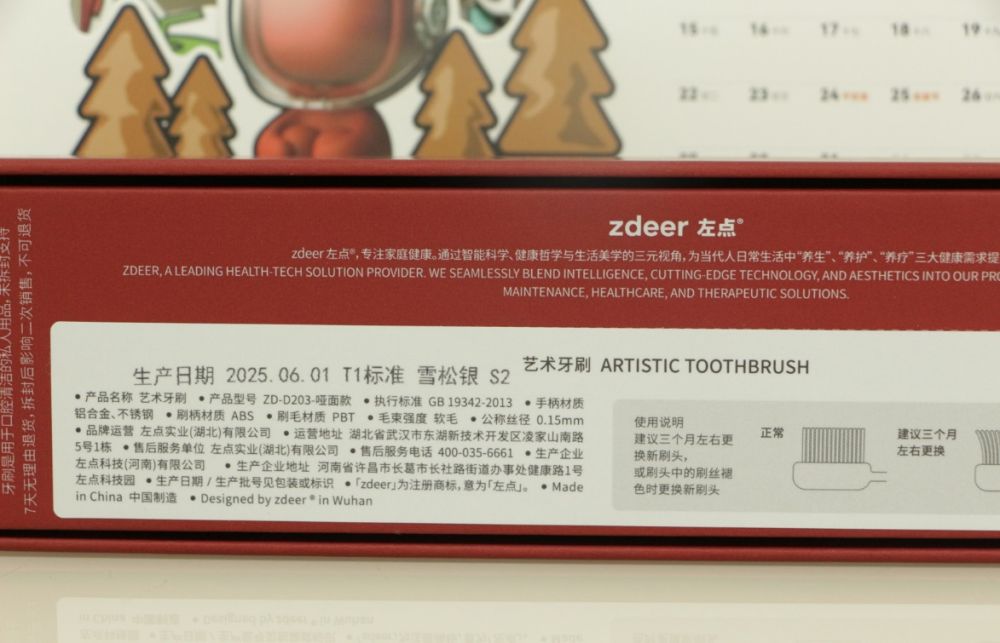 15
16
17
18
19
22
23
24
25
26
zdeer 左点®
zdeer 左点®, 专注家庭健康。通过智能科学、健康哲学与生活美学的三元视角, 为当代人日常生活中“养生”、“养护”、“养疗”三大健康需求提
ZDEER, A LEADING HEALTH-TECH SOLUTION PROVIDER. WE SEAMLESSLY BLEND INTELLIGENCE, CUTTING-EDGE TECHNOLOGY, AND AESTHETICS INTO OUR PRO
MAINTENANCE, HEALTHCARE, AND THERAPEUTIC SOLUTIONS.
牙刷是用于口腔清洁的私人用品, 未拆封支持
7天无理由退货, 拆封后影响二次销售, 不可退货
艺术牙刷 ARTISTIC TOOTHBRUSH
生产日期 2025.06.01 T1标准 雪松银 S2
• 产品名称 艺术牙刷 • 产品型号 ZD-D203-哑面款 • 执行标准 GB 19342-2013 • 手柄材质
铝合金、不锈钢 • 刷柄材质 ABS • 刷毛材质 PBT • 毛束强度 软毛 • 公称丝径 0.15mm
• 品牌运营 左点实业(湖北)有限公司 • 运营地址 湖北省武汉市东湖新技术开发区凌家山南路
5号1栋 • 售后服务单位 左点实业(湖北)有限公司 • 售后服务电话 400-035-6661 • 生产企业
左点科技(河南)有限公司 • 生产企业地址 河南省许昌市长葛市长社路街道办事处健康路1号
左点科技园 • 生产日期 / 生产批号见包装或标识 • 「zdeer」为注册商标, 意为「左点」。 • Made
in China 中国制造 • Designed by zdeer ® in Wuhan
使用说明
建议三个月左右更
换新刷头,
或刷头中的刷丝褪
色时更换新刷头
正常
建议三个月
左右更换